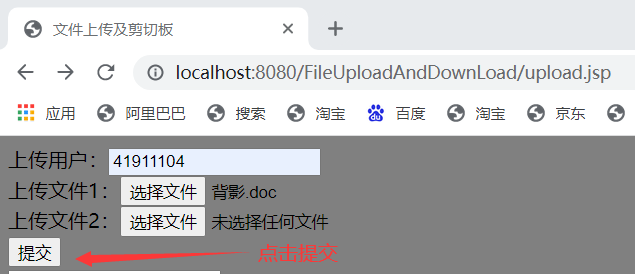 文件上传及剪切板
localhost:8080/FileUploadAndDownLoad/upload.jsp
应用 阿里巴巴 搜索 淘宝 du 百度 淘宝 京东
上传用户：41911104
上传文件1：选择文件 背影.doc
上传文件2：选择文件 未选择任何文件
提交 点击提交